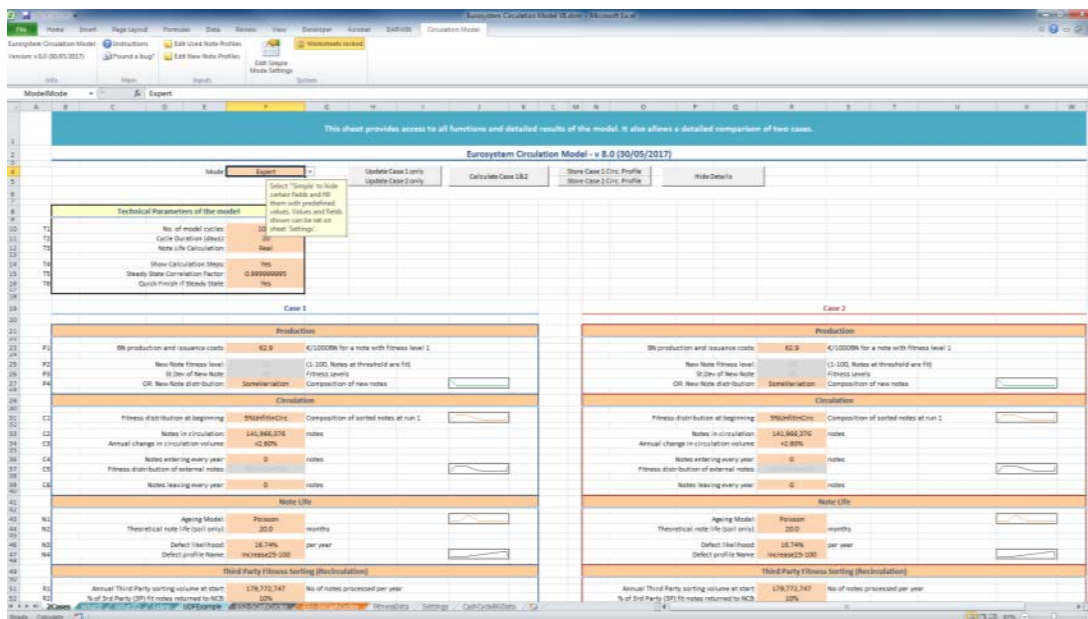 Eurosystem Circulation Model V8.xlsm - Microsoft Excel
File Home Insert Page Layout Formulas Data Review View Developer Acrobat Circulation Model
Eurosystem Circulation Model Instructions Edit Used Note Profiles Worksheets locked
Version: v 8.0 (30/05/2017) Found a bug? Edit New Note Profiles
Edit Simple Mode Settings
Info Main Inputs System
ModelMode fx Expert
A B C D E F G H I J K L M N O P Q R S T U V W
This sheet provides access to all functions and detailed results of the model. It also allows a detailed comparison of two cases.
Eurosystem Circulation Model - v 8.0 (30/05/2017)
Mode: Expert Update Case 1 only Calculate Case 1&2 Store Case 1 Circ. Profile Hide Details
Update Case 2 only Store Case 2 Circ. Profile
Select 'Simple' to hide
certain fields and fill
them with predefined
values. Values and fields
shown can be set on
sheet 'Settings'.
Technical Parameters of the model
T1 No. of model cycles:
T2 Cycle Duration (days): 20
T3 Note Life Calculation: Real
T4 Show Calculation Steps: Yes
T5 Steady State Correlation Factor: 0.999999995
T6 Quick Finish if Steady State: Yes
Case 1 Case 2
Production Production
P1 BN production and issuance costs: 62.9 €/1000BN for a note with fitness level 1 BN production and issuance costs: 62.9 €/1000BN for a note with fitness level 1
P2 New Note fitness level: (1-100, Notes at threshold are fit) New Note fitness level: (1-100, Notes at threshold are fit)
P3 St.Dev of New Note: Fitness Levels St.Dev of New Note: Fitness Levels
P4 OR: New Note distribution: SomeVariation Composition of new notes OR: New Note distribution: SomeVariation Composition of new notes
Circulation Circulation
C1 Fitness distribution at beginning: 5%UnfitInCirc Composition of sorted notes at run 1 Fitness distribution at beginning: 5%UnfitInCirc Composition of sorted notes at run 1
C2 Notes in circulation: 141,966,376 notes Notes in circulation: 141,966,376 notes
C3 Annual change in circulation volume: +2.60% Annual change in circulation volume: +2.60%
C4 Notes entering every year: 0 notes Notes entering every year: 0 notes
C5 Fitness distribution of external notes: Fitness distribution of external notes:
C6 Notes leaving every year: 0 notes Notes leaving every year: 0 notes
Note Life Note Life
N1 Ageing Model: Poisson Ageing Model: Poisson
N2 Theoretical note life (soil only): 20.0 months Theoretical note life (soil only): 20.0 months
N3 Defect likelihood: 16.74% per year Defect likelihood: 16.74% per year
N4 Defect profile Name: Increase25-100 Defect profile Name: Increase25-100
Third Party Fitness Sorting (Recirculation) Third Party Fitness Sorting (Recirculation)
R1 Annual Third Party sorting volume at start: 179,772,747 No of notes processed per year Annual Third Party sorting volume at start: 179,772,747 No of notes processed per year
R2 % of 3rd Party (3P) fit notes returned to NCB: 10% % of 3rd Party (3P) fit notes returned to NCB: 10%
2Cases Solver UDFExample FitnessData Settings CashCycleBGData
Ready Calculate